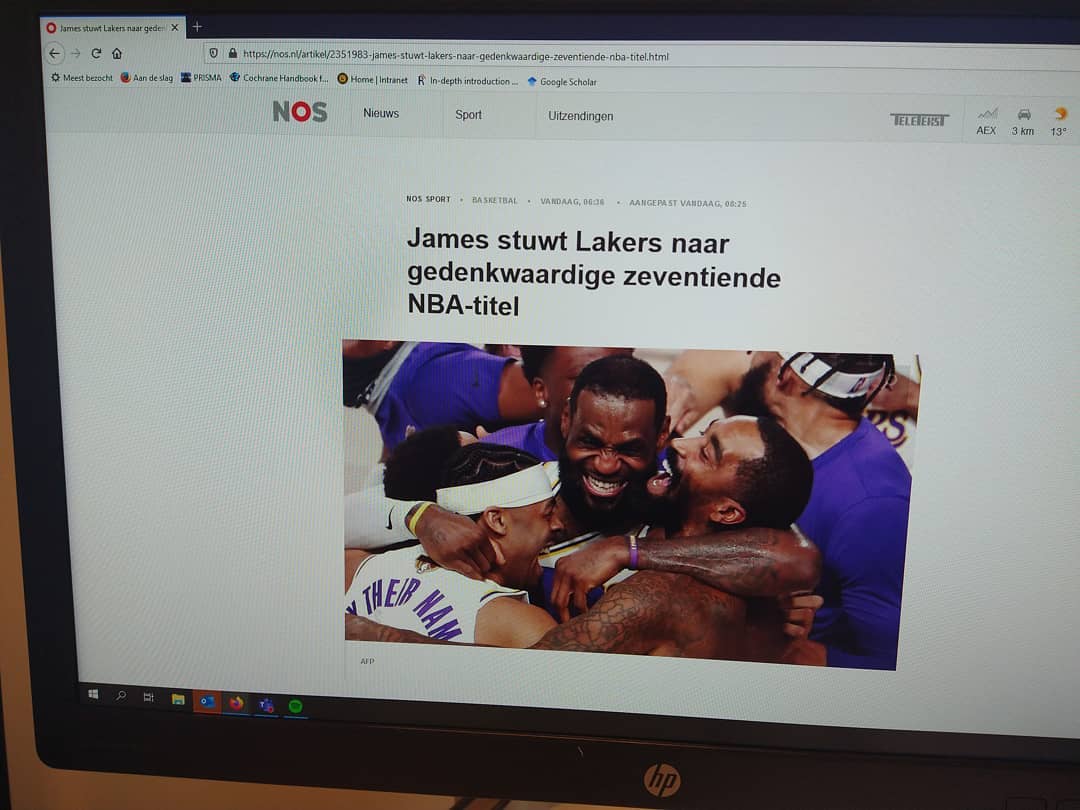 James stuwt Lakers naar geden
https://nos.nl/artikel/2351983-james-stuwt-lakers-naar-gedenkwaardige-zeventiende-nba-titel.html
Meest bezocht Aan de slag PRISMA Cochrane Handbook f... Home | Intranet In-depth introduction ... Google Scholar
NOS Nieuws Sport Uitzendingen TELETEKST AEX 3 km 13°
NOS SPORT • BASKETBAL • VANDAAG, 06:36 • AANGEPAST VANDAAG, 08:25
James stuwt Lakers naar
gedenkwaardige zeventiende
NBA-titel
THEIR NAM
AFP
hp